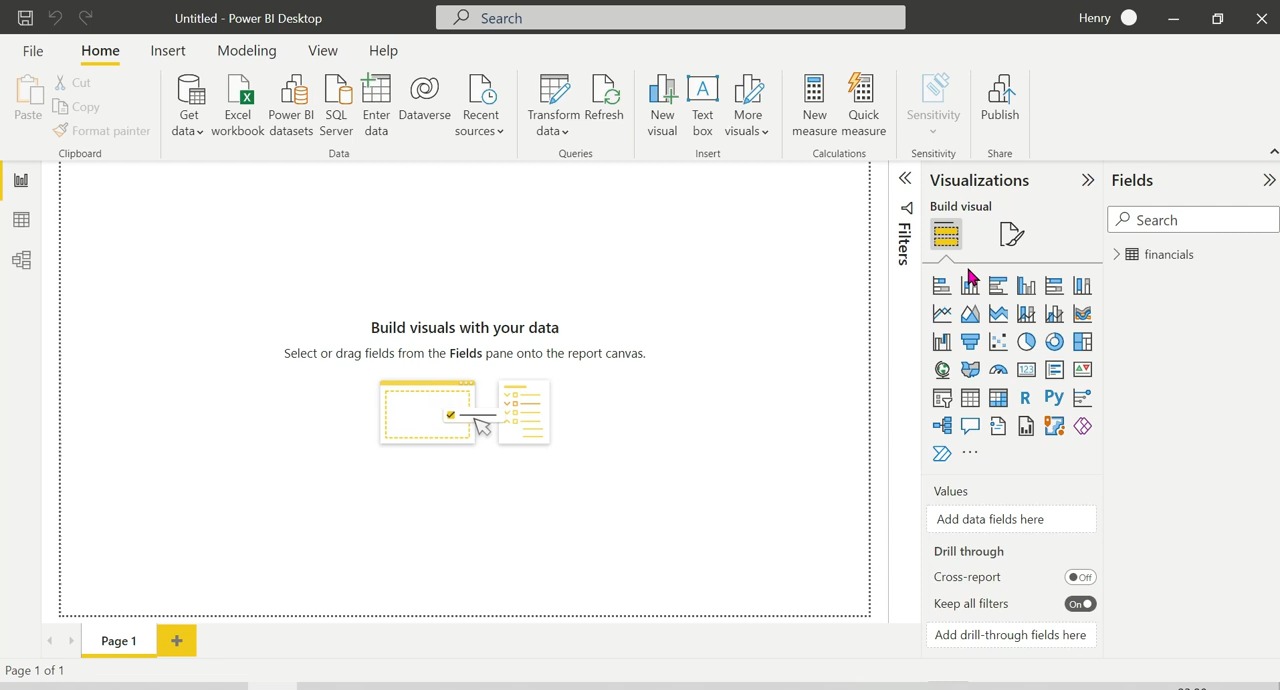 Untitled - Power BI Desktop
Search
Henry
File Home Insert Modeling View Help
Paste
Cut
Copy
Format painter
Clipboard
Get data
Excel workbook
Power BI datasets
SQL Server
Enter data
Dataverse
Recent sources
Data
Transform data
Refresh
Queries
New visual
Text box
More visuals
Insert
New measure
Quick measure
Calculations
Sensitivity
Sensitivity
Publish
Share
Build visuals with your data
Select or drag fields from the Fields pane onto the report canvas.
Filters
Visualizations
Build visual
123
R
Py
Values
Add data fields here
Drill through
Cross-report
Off
Keep all filters
On
Add drill-through fields here
Fields
Search
financials
Page 1
Page 1 of 1